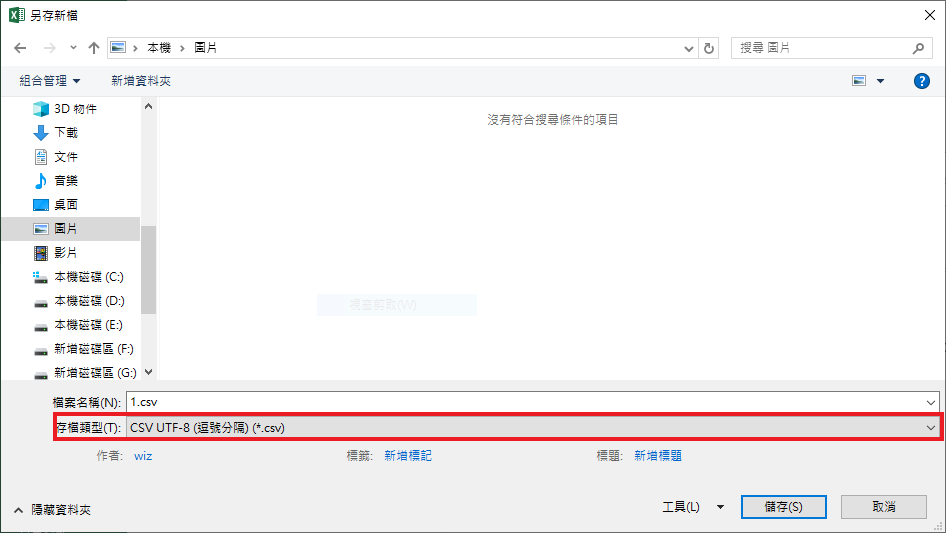 另存新檔
本機 > 圖片
搜尋 圖片
組合管理
新增資料夾
?
沒有符合搜尋條件的項目
3D 物件
下載
文件
音樂
桌面
圖片
影片
本機磁碟 (C:)
本機磁碟 (D:)
本機磁碟 (E:)
新增磁碟區 (F:)
新增磁碟區 (G:)
視窗剪取(W)
檔案名稱(N): 1.csv
存檔類型(T): CSV UTF-8 (逗號分隔) (*.csv)
作者: wiz
標籤: 新增標記
標題: 新增標題
隱藏資料夾
工具(L)
儲存(S)
取消